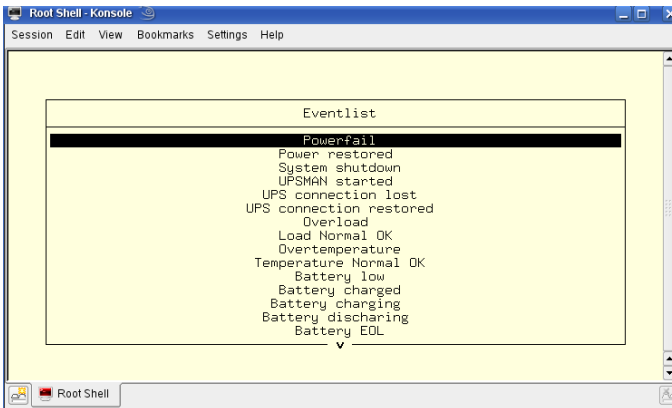 Root Shell - Konsole
Session Edit View Bookmarks Settings Help
Eventlist
Powerfail
Power restored
System shutdown
UPSMAN started
UPS connection lost
UPS connection restored
Overload
Load Normal OK
Overtemperature
Temperature Normal OK
Battery low
Battery charged
Battery charging
Battery discharing
Battery EOL
v
Root Shell